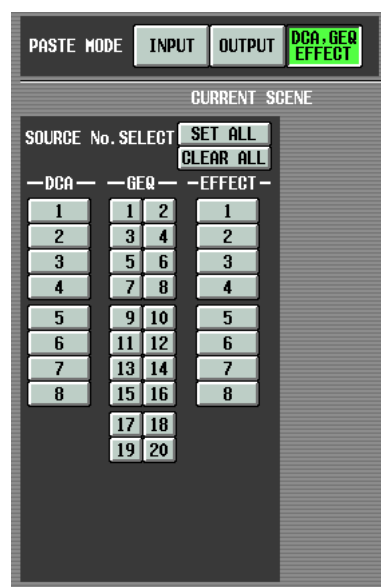 PASTE MODE INPUT OUTPUT DCA,GEQ EFFECT
CURRENT SCENE
SOURCE No.SELECT SET ALL
CLEAR ALL
DCA GEQ EFFECT
1 1 2 1
2 3 4 2
3 5 6 3
4 7 8 4
5 9 10 5
6 11 12 6
7 13 14 7
8 15 16 8
17 18
19 20